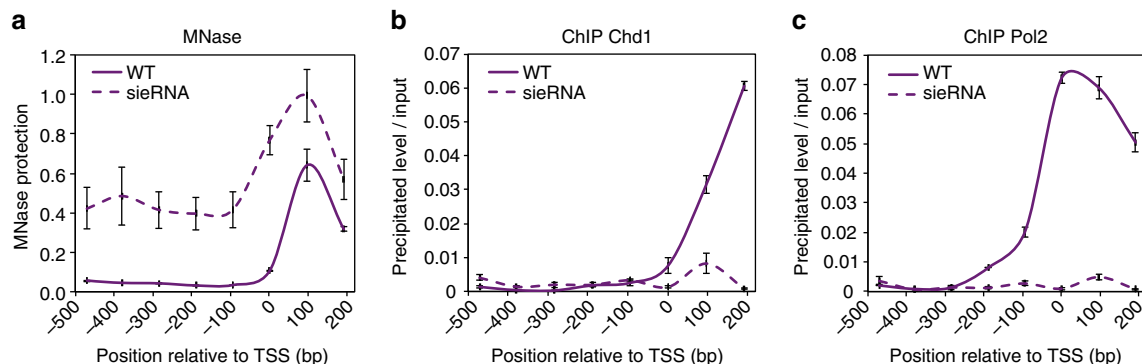 a
MNase
1.2
1.0
0.8
0.6
0.4
0.2
0.0
MNase protection
WT
sieRNA
−500
−400
−300
−200
−100
0
100
200
Position relative to TSS (bp)
b
ChIP Chd1
0.07
0.06
0.05
0.04
0.03
0.02
0.01
0
Precipitated level / input
WT
sieRNA
−500
−400
−300
−200
−100
0
100
200
Position relative to TSS (bp)
c
ChIP Pol2
0.08
0.07
0.06
0.05
0.04
0.03
0.02
0.01
0
Precipitated level / input
WT
sieRNA
−500
−400
−300
−200
−100
0
100
200
Position relative to TSS (bp)